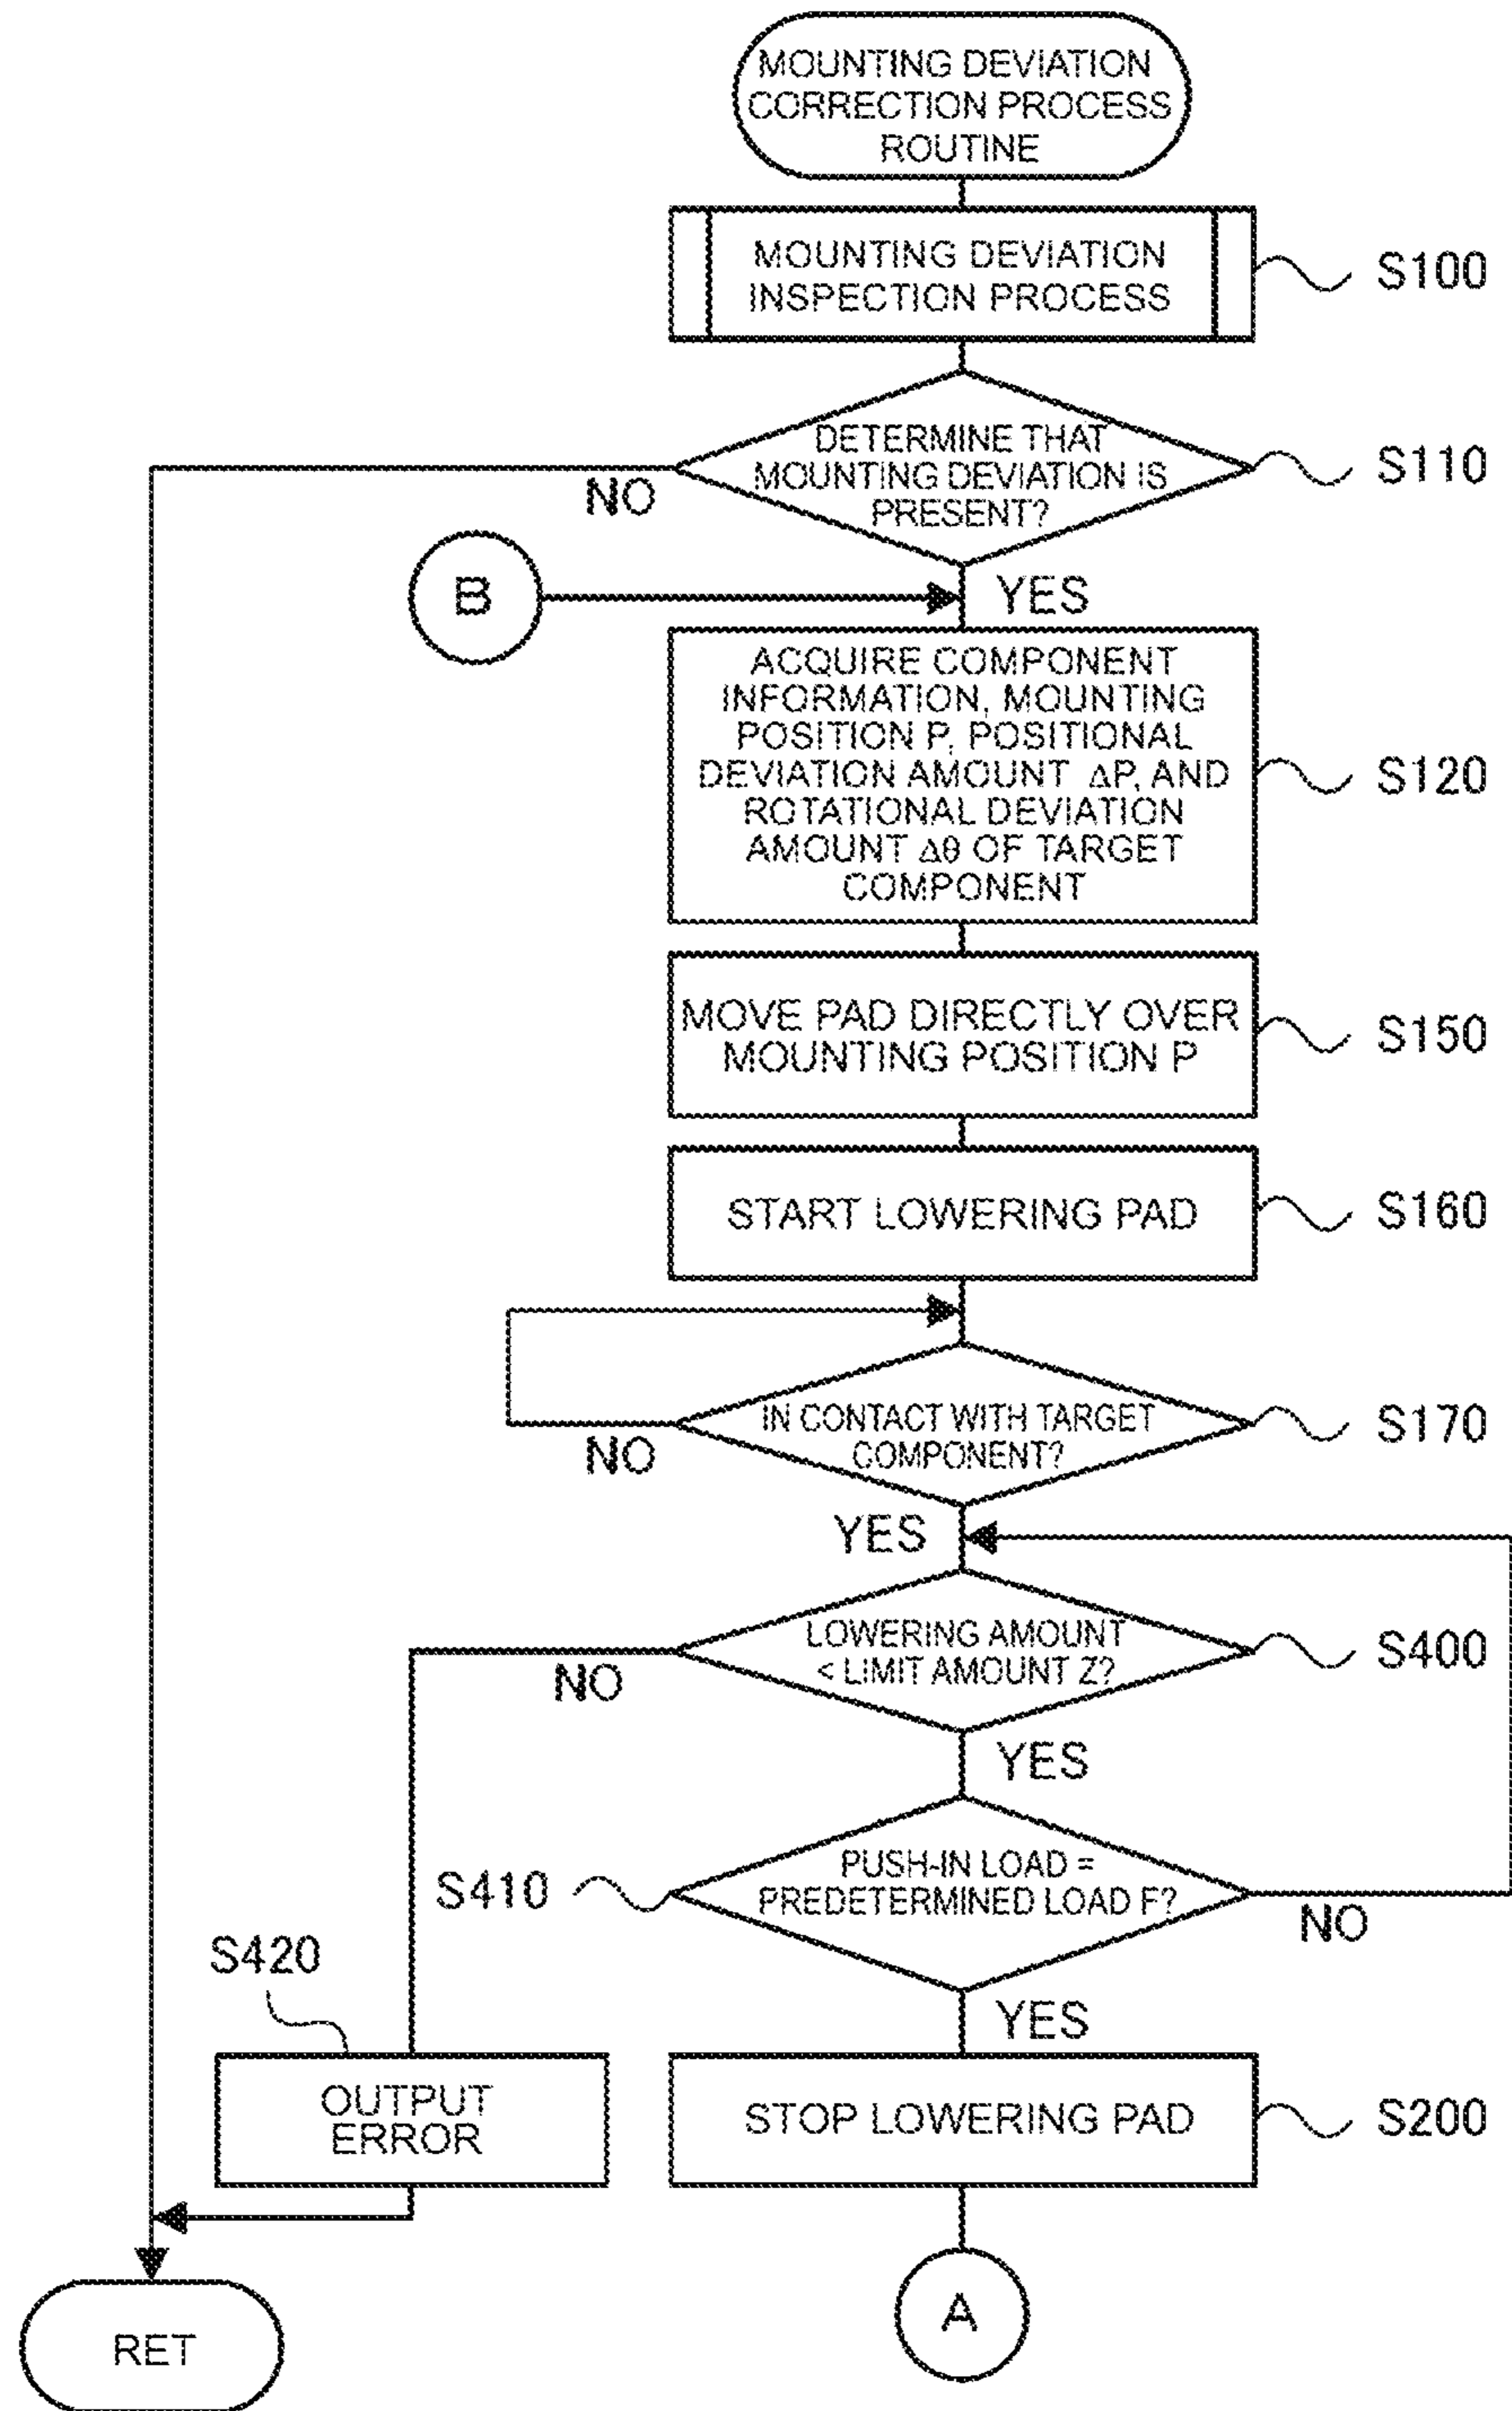 MOUNTING DEVIATION
CORRECTION PROCESS
ROUTINE
MOUNTING DEVIATION
INSPECTION PROCESS
S100
DETERMINE THAT
MOUNTING DEVIATION IS
PRESENT?
S110
NO
B
YES
ACQUIRE COMPONENT
INFORMATION, MOUNTING
POSITION P, POSITIONAL
DEVIATION AMOUNT ΔP, AND
ROTATIONAL DEVIATION
AMOUNT Δθ OF TARGET
COMPONENT
S120
MOVE PAD DIRECTLY OVER
MOUNTING POSITION P
S150
START LOWERING PAD
S160
IN CONTACT WITH TARGET
COMPONENT?
S170
NO
YES
LOWERING AMOUNT
< LIMIT AMOUNT Z?
S400
NO
YES
S410
PUSH-IN LOAD =
PREDETERMINED LOAD F?
NO
S420
YES
OUTPUT
ERROR
STOP LOWERING PAD
S200
A
RET